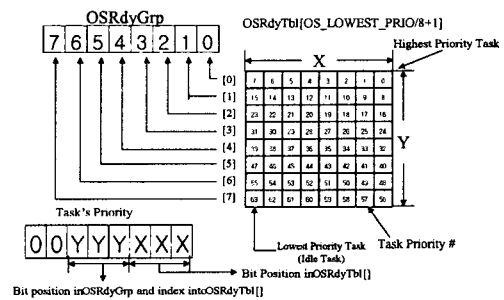 OSRdyGrp
OSRdyTbl[OS_LOWEST_PRIO/8+1]
Highest Priority Task
7 6 5 4 3 2 1 0
X
Y
[0] 7 6 5 4 3 2 1 0
[1] 15 14 13 12 11 10 9 8
[2] 23 22 21 20 19 18 17 16
[3] 31 30 29 28 27 26 25 24
[4] 39 38 37 36 35 34 33 32
[5] 47 46 45 44 43 42 41 40
[6] 55 54 53 52 51 50 49 48
[7] 63 62 61 60 59 58 57 56
Task's Priority
0 0 Y Y Y X X X
Lowest Priority Task
(Idle Task)
Task Priority #
Bit Position inOSRdyTbl[]
Bit position inOSRdyGrp and index intoOSRdyTbl[]